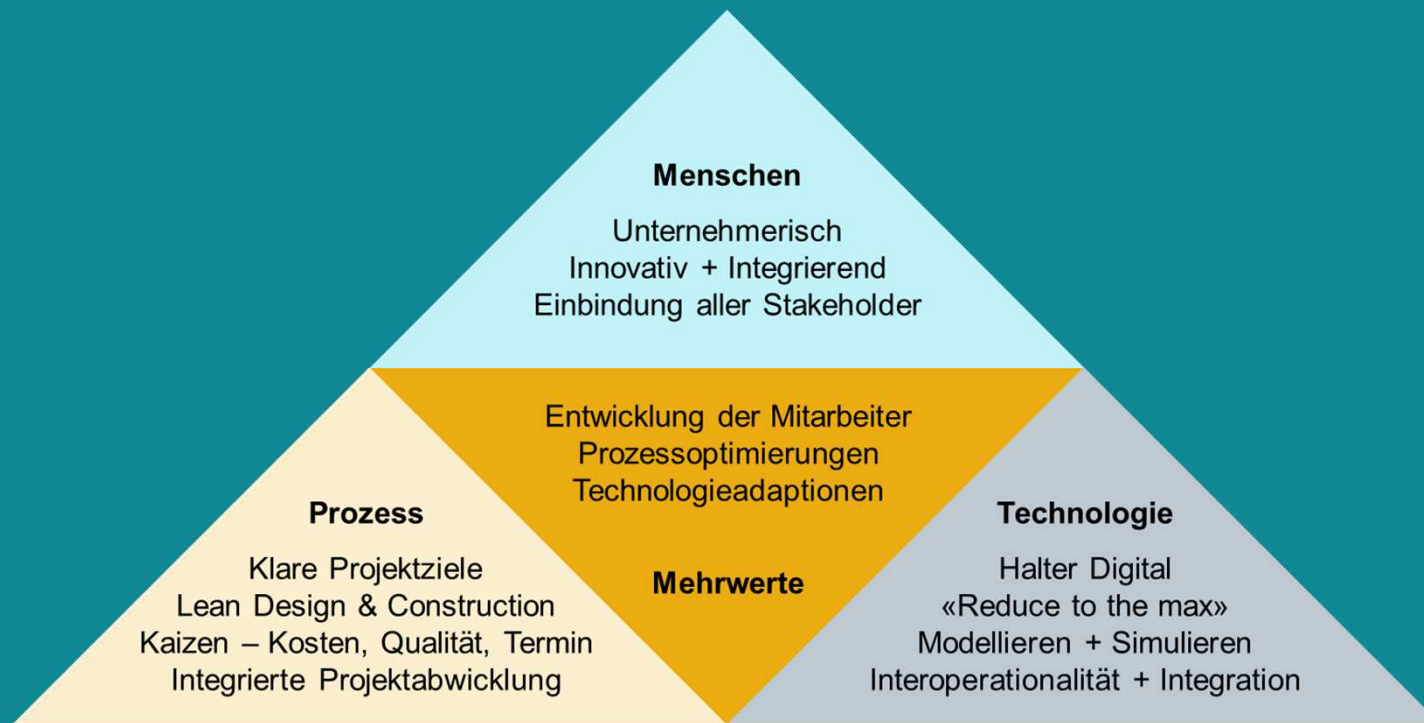 Menschen
Unternehmerisch
Innovativ + Integrierend
Einbindung aller Stakeholder
Entwicklung der Mitarbeiter
Prozessoptimierungen
Technologieadaptionen
Mehrwerte
Prozess
Klare Projektziele
Lean Design & Construction
Kaizen – Kosten, Qualität, Termin
Integrierte Projektabwicklung
Technologie
Halter Digital
«Reduce to the max»
Modellieren + Simulieren
Interoperationalität + Integration